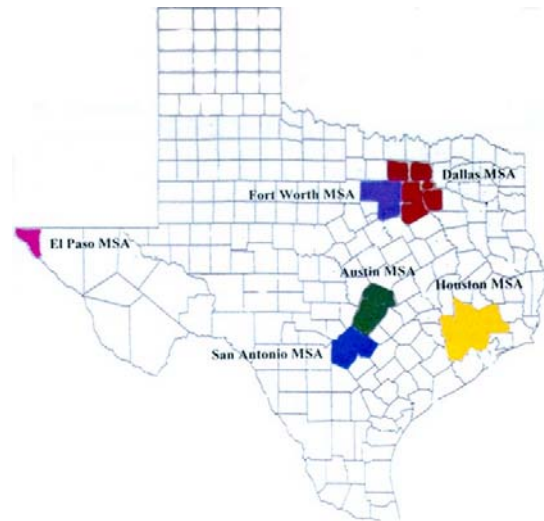 Dallas MSA
Fort Worth MSA
El Paso MSA
Austin MSA
Houston MSA
San Antonio MSA